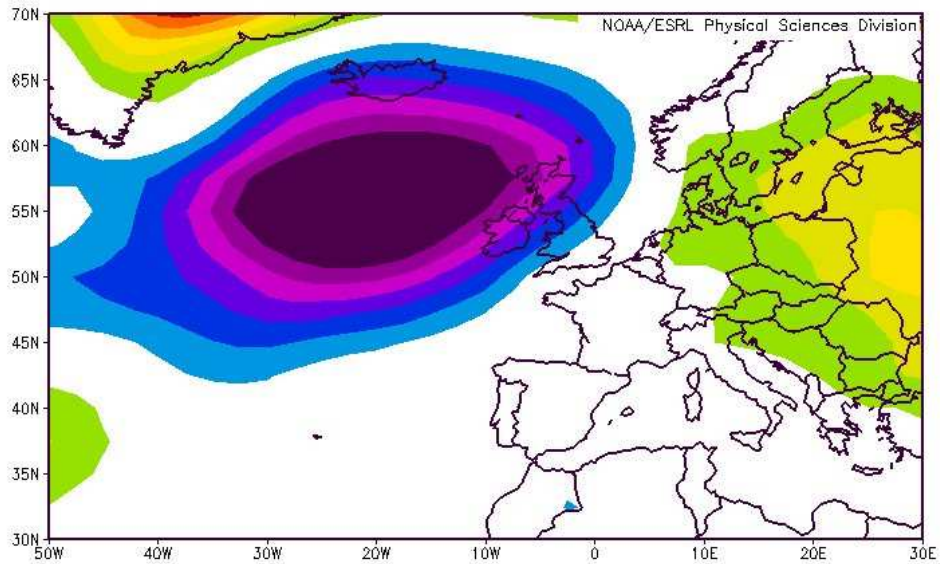 NOAA/ESRL Physical Sciences Division
70N
65N
60N
55N
50N
45N
40N
35N
30N
50W 40W 30W 20W 10W 0 10E 20E 30E